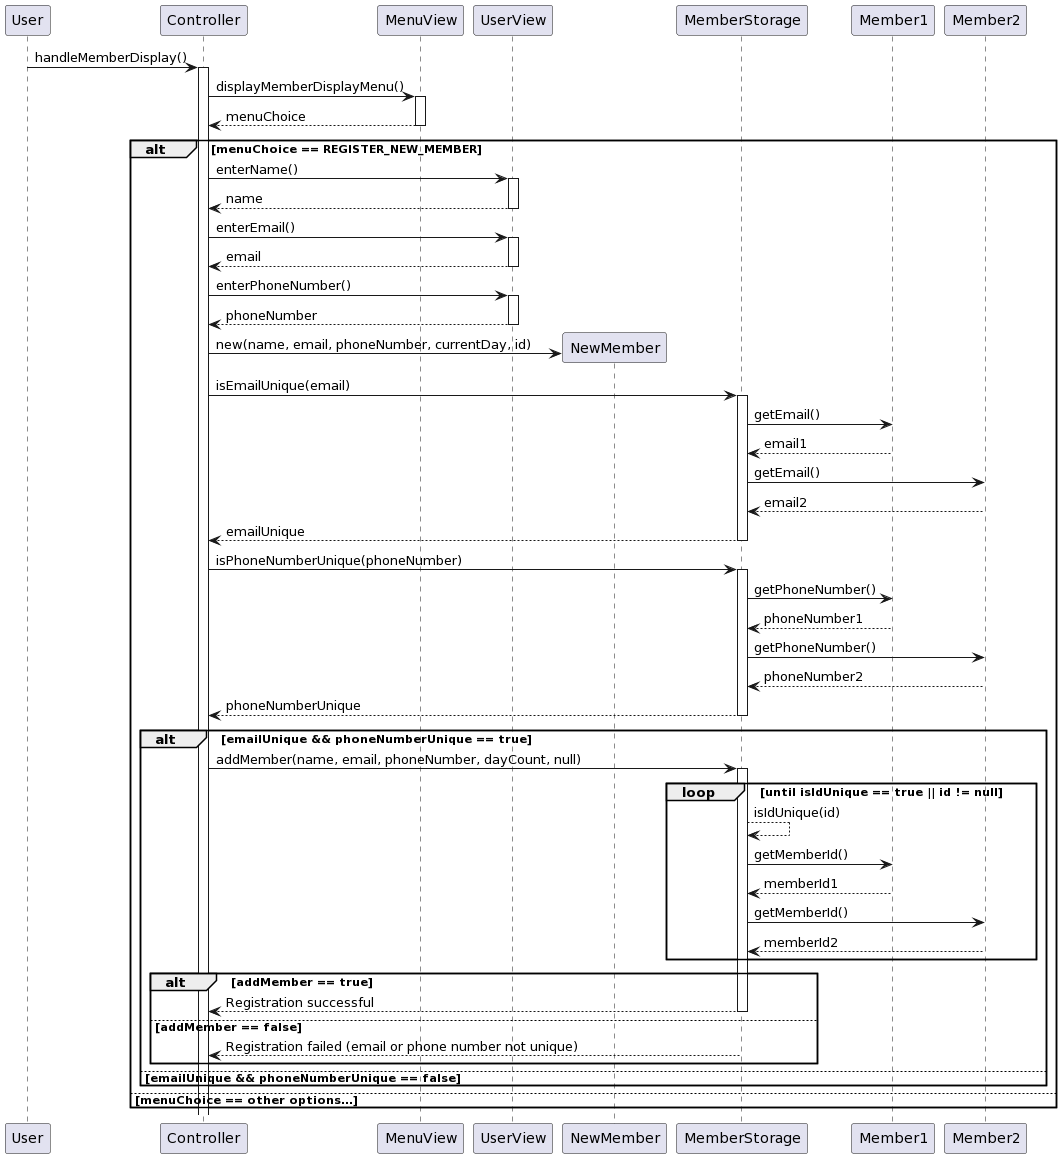 User Controller MenuView UserView MemberStorage Member1 Member2
handleMemberDisplay()
displayMemberDisplayMenu()
menuChoice
alt [menuChoice == REGISTER_NEW_MEMBER]
enterName()
name
enterEmail()
email
enterPhoneNumber()
phoneNumber
new(name, email, phoneNumber, currentDay, id) NewMember
isEmailUnique(email)
getEmail()
email1
getEmail()
email2
emailUnique
isPhoneNumberUnique(phoneNumber)
getPhoneNumber()
phoneNumber1
getPhoneNumber()
phoneNumber2
phoneNumberUnique
alt [emailUnique && phoneNumberUnique == true]
addMember(name, email, phoneNumber, dayCount, null)
loop [until isIdUnique == true || id != null]
isIdUnique(id)
getMemberId()
memberId1
getMemberId()
memberId2
alt [addMember == true]
Registration successful
[addMember == false]
Registration failed (email or phone number not unique)
[emailUnique && phoneNumberUnique == false]
[menuChoice == other options...]
User Controller MenuView UserView NewMember MemberStorage Member1 Member2